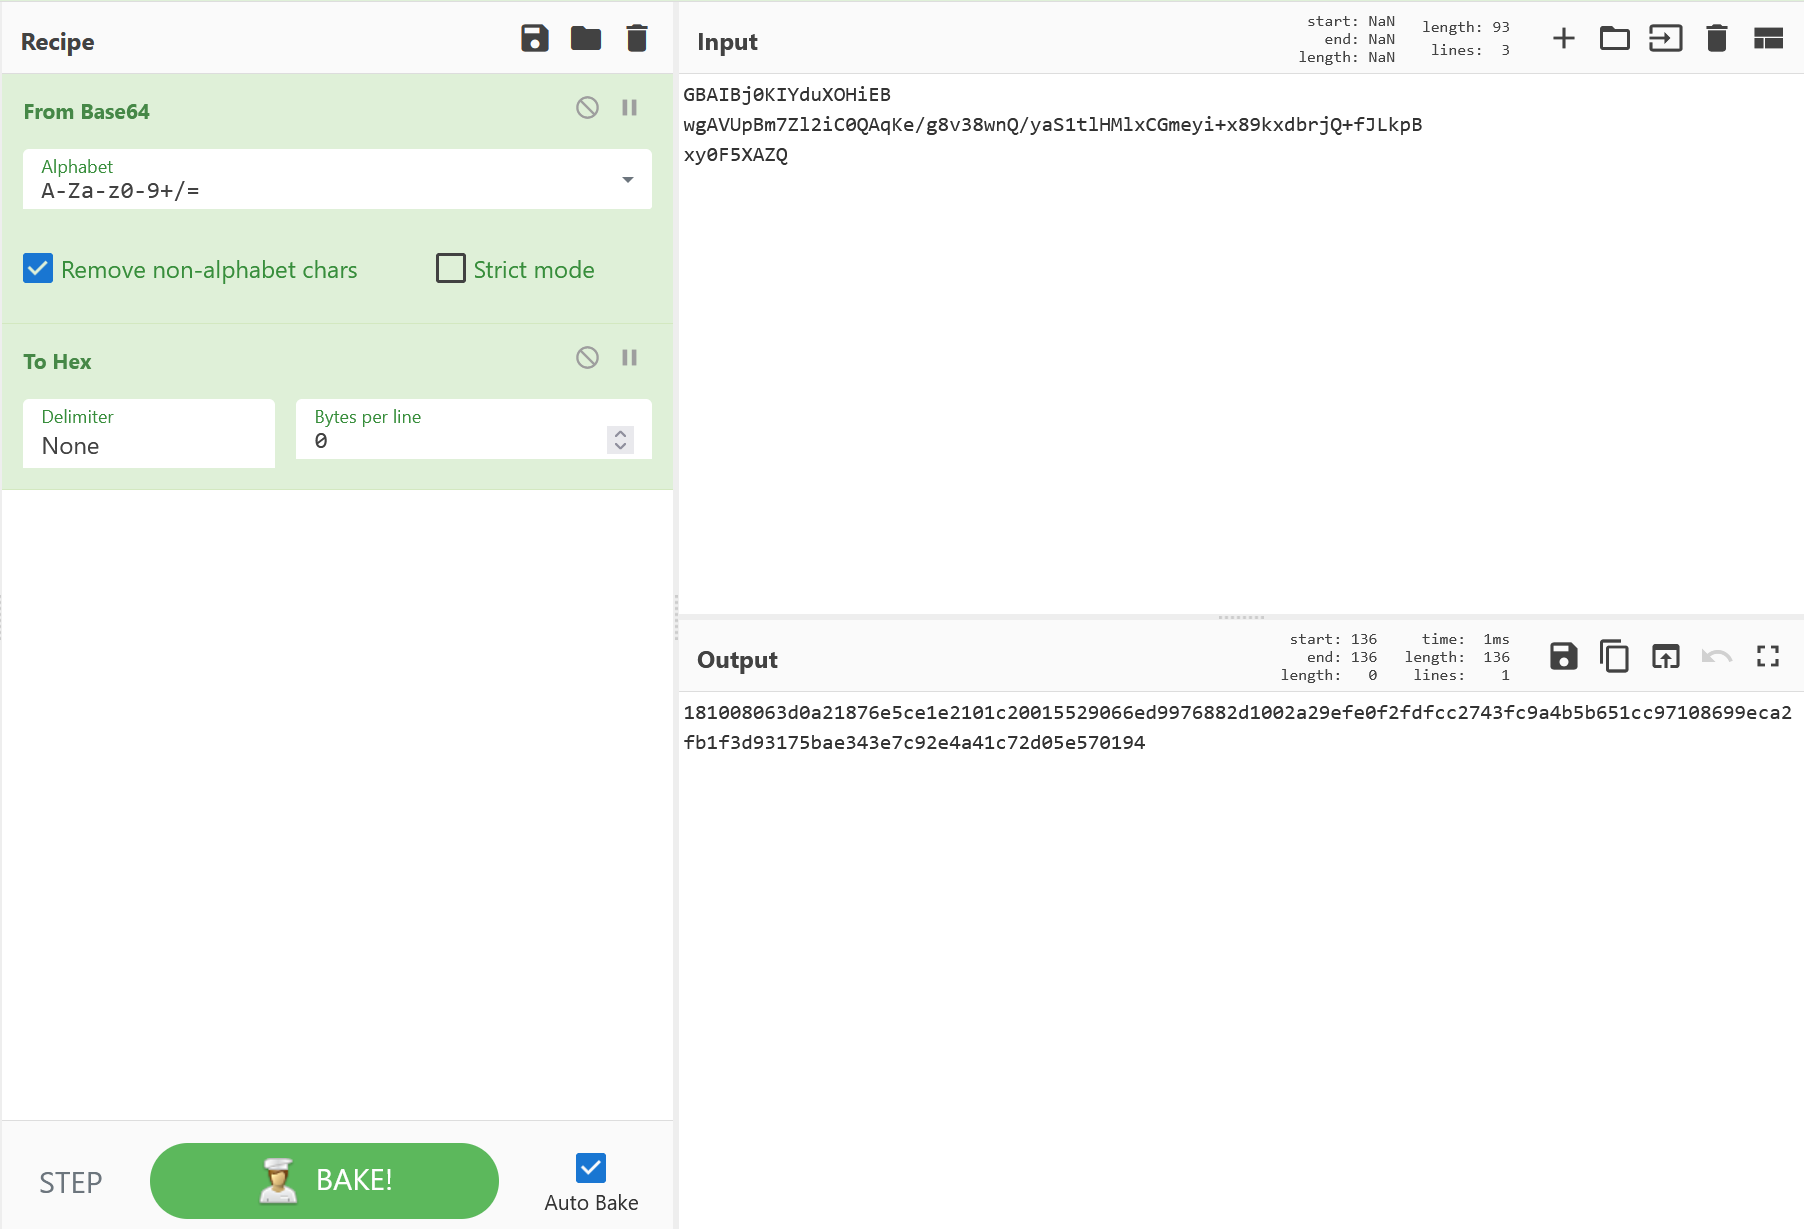 Recipe
From Base64
Alphabet
A-Za-z0-9+/=
Remove non-alphabet chars
Strict mode
To Hex
Delimiter
None
Bytes per line
0
STEP
BAKE!
Auto Bake
Input
start: NaN
end: NaN
length: NaN
length: 93
lines: 3
GBAIBj0KIYduXOHiEB
wgAVUpBm7Zl2iC0QAqKe/g8v38wnQ/yaS1tlHMlxCGmeyi+x89kxdbrjQ+fJLkpB
xy0F5XAZQ
Output
start: 136
end: 136
length: 0
time: 1ms
length: 136
lines: 1
181008063d0a21876e5ce1e2101c20015529066ed9976882d1002a29efe0f2fdfcc2743fc9a4b5b651cc97108699eca2
fb1f3d93175bae343e7c92e4a41c72d05e570194